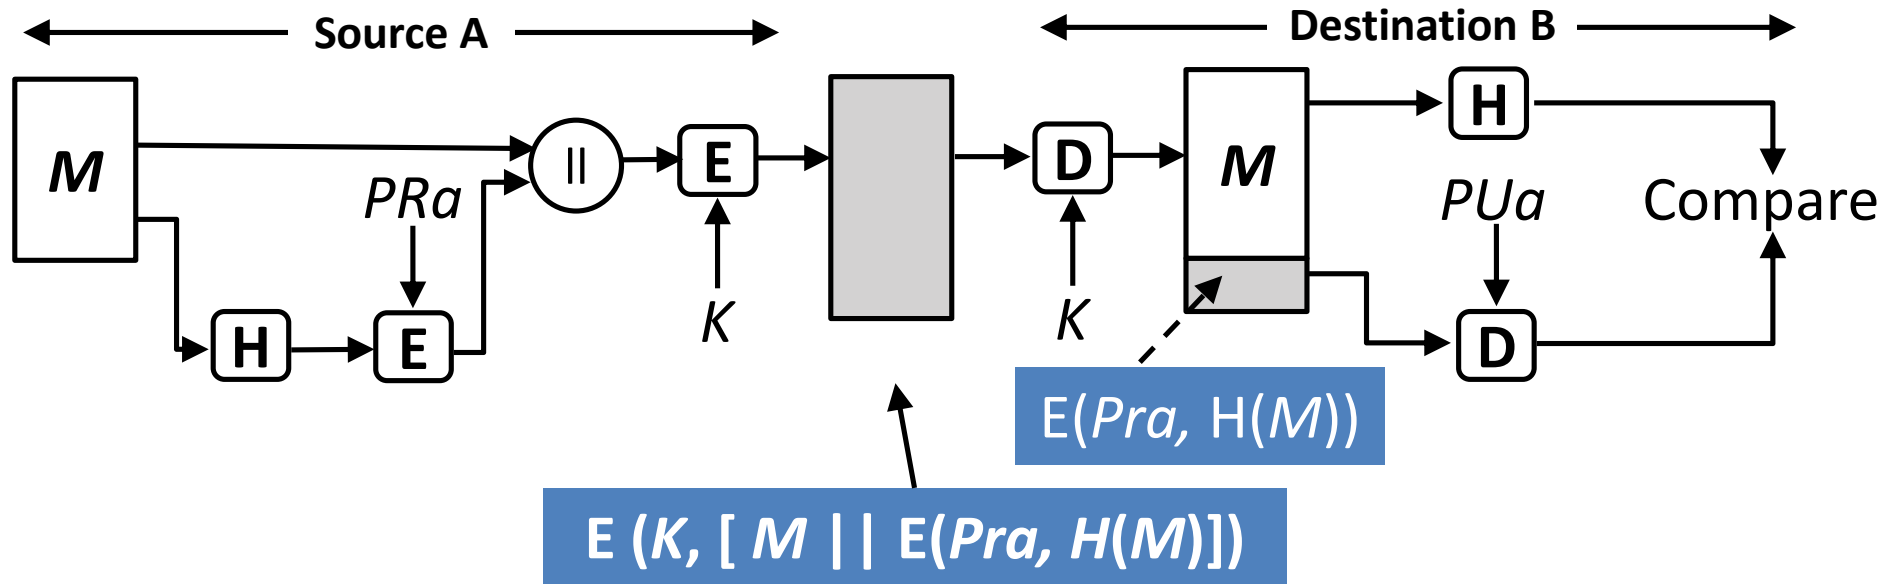 Source A
Destination B
M
PRa
||
E
K
H
E
D
K
M
H
PUa
D
Compare
E(Pra, H(M))
E (K, [ M || E(Pra, H(M)])